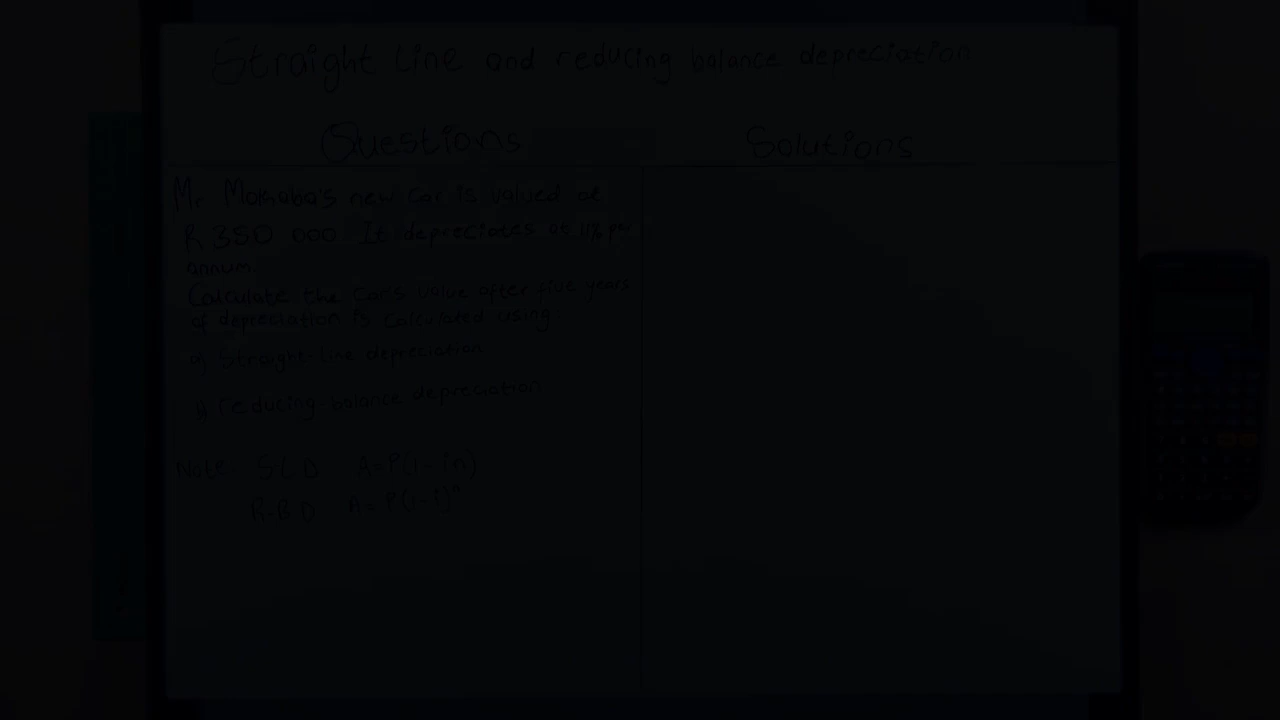 Straight Line and reducing balance depreciation
Questions
Solutions
Mr Mokoaba's new car is valued at
R 350 000. It depreciates at 11% per
annum.
Calculate the cars value after five years
of depreciation is calculated using
a) Straight-line depreciation
b) reducing-balance depreciation
Note: S-L D A=P(1-in)
R-B D A=P(1-i)ⁿ